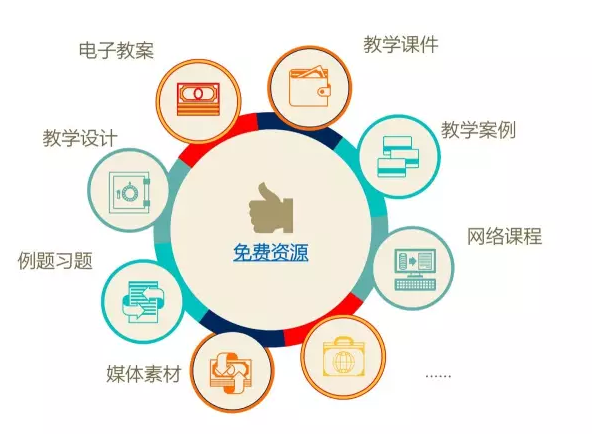 电子教案
教学课件
教学设计
教学案例
免费资源
网络课程
例题习题
媒体素材
......